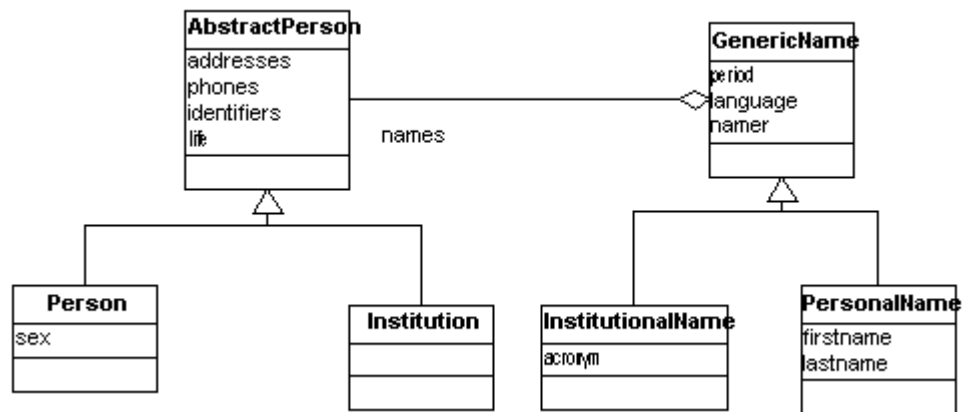 AbstractPerson
addresses
phones
identifiers
life
names
GenericName
period
language
namer
Person
sex
Institution
InstitutionalName
acronym
PersonalName
firstname
lastname